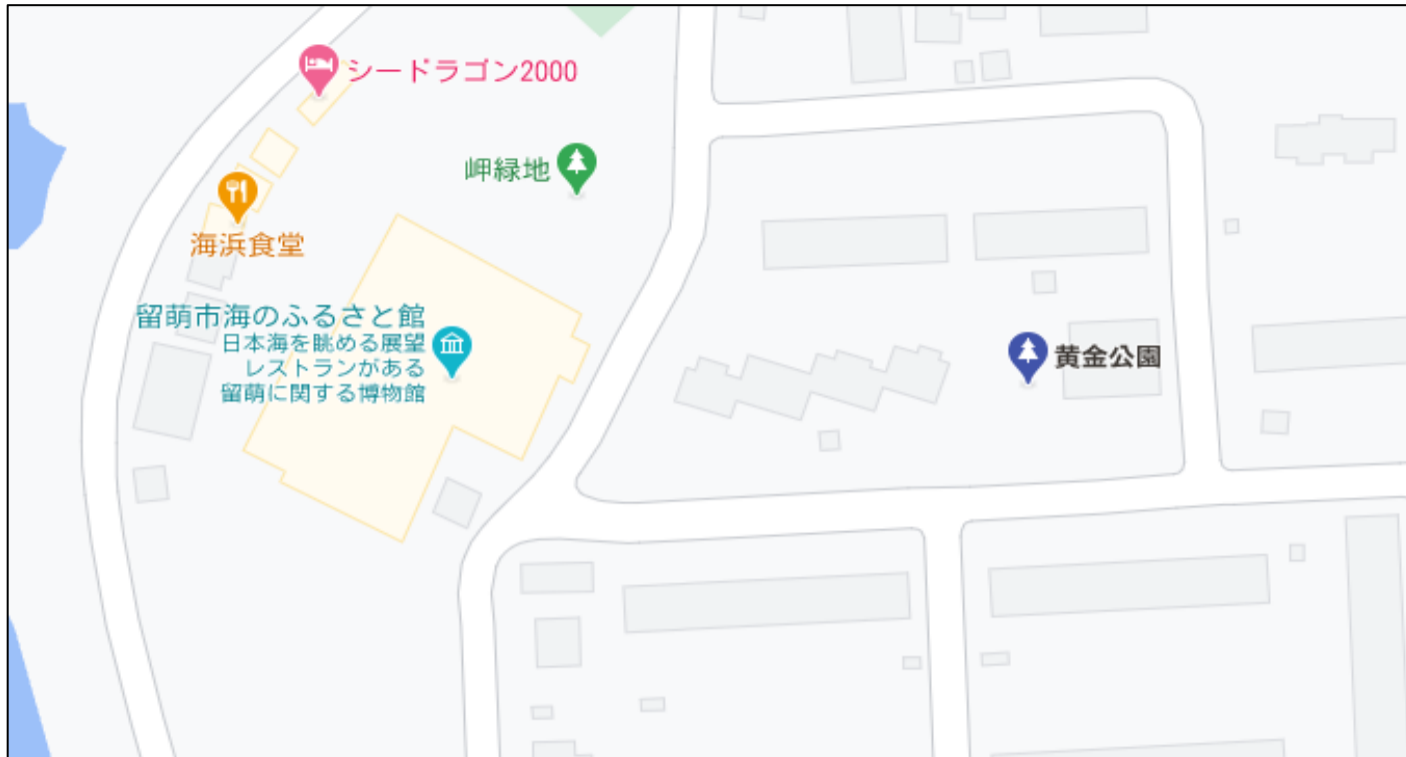 シードラゴン2000
岬緑地
海浜食堂
留萌市海のふるさと館
日本海を眺める展望
レストランがある
留萌に関する博物館
黄金公園